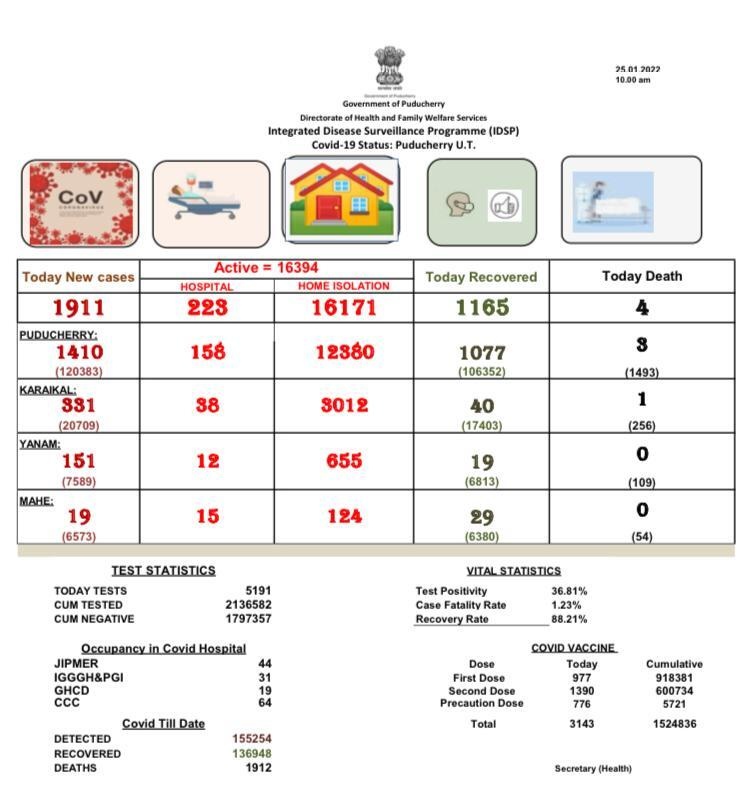 25.01.2022
10.00 am
Government of Puducherry
Government of Puducherry
Directorate of Health and Family Welfare Services
Integrated Disease Surveillance Programme (IDSP)
Covid-19 Status: Puducherry U.T.
CoV
CORONAVIRUS
Today New cases Active = 16394 Today Recovered Today Death
HOSPITAL HOME ISOLATION
1911 223 16171 1165 4
PUDUCHERRY:
1410 158 12380 1077 3
(120383) (106352) (1493)
KARAIKAL:
331 38 3012 40 1
(20709) (17403) (256)
YANAM:
151 12 655 19 0
(7589) (6813) (109)
MAHE:
19 15 124 29 0
(6573) (6380) (54)
TEST STATISTICS
TODAY TESTS 5191
CUM TESTED 2136582
CUM NEGATIVE 1797357
VITAL STATISTICS
Test Positivity 36.81%
Case Fatality Rate 1.23%
Recovery Rate 88.21%
Occupancy in Covid Hospital
JIPMER 44
IGGGH&PGI 31
GHCD 19
CCC 64
COVID VACCINE
Dose Today Cumulative
First Dose 977 918381
Second Dose 1390 600734
Precaution Dose 776 5721
Total 3143 1524836
Covid Till Date
DETECTED 155254
RECOVERED 136948
DEATHS 1912
Secretary (Health)